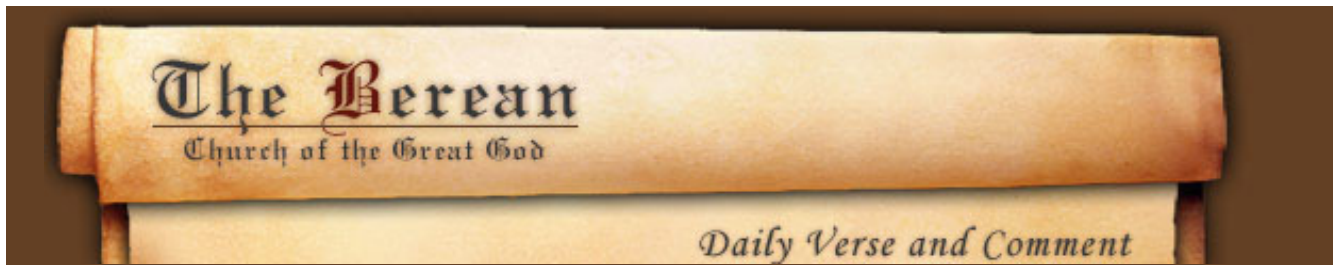 The Berean
Church of the Great God
Daily Verse and Comment